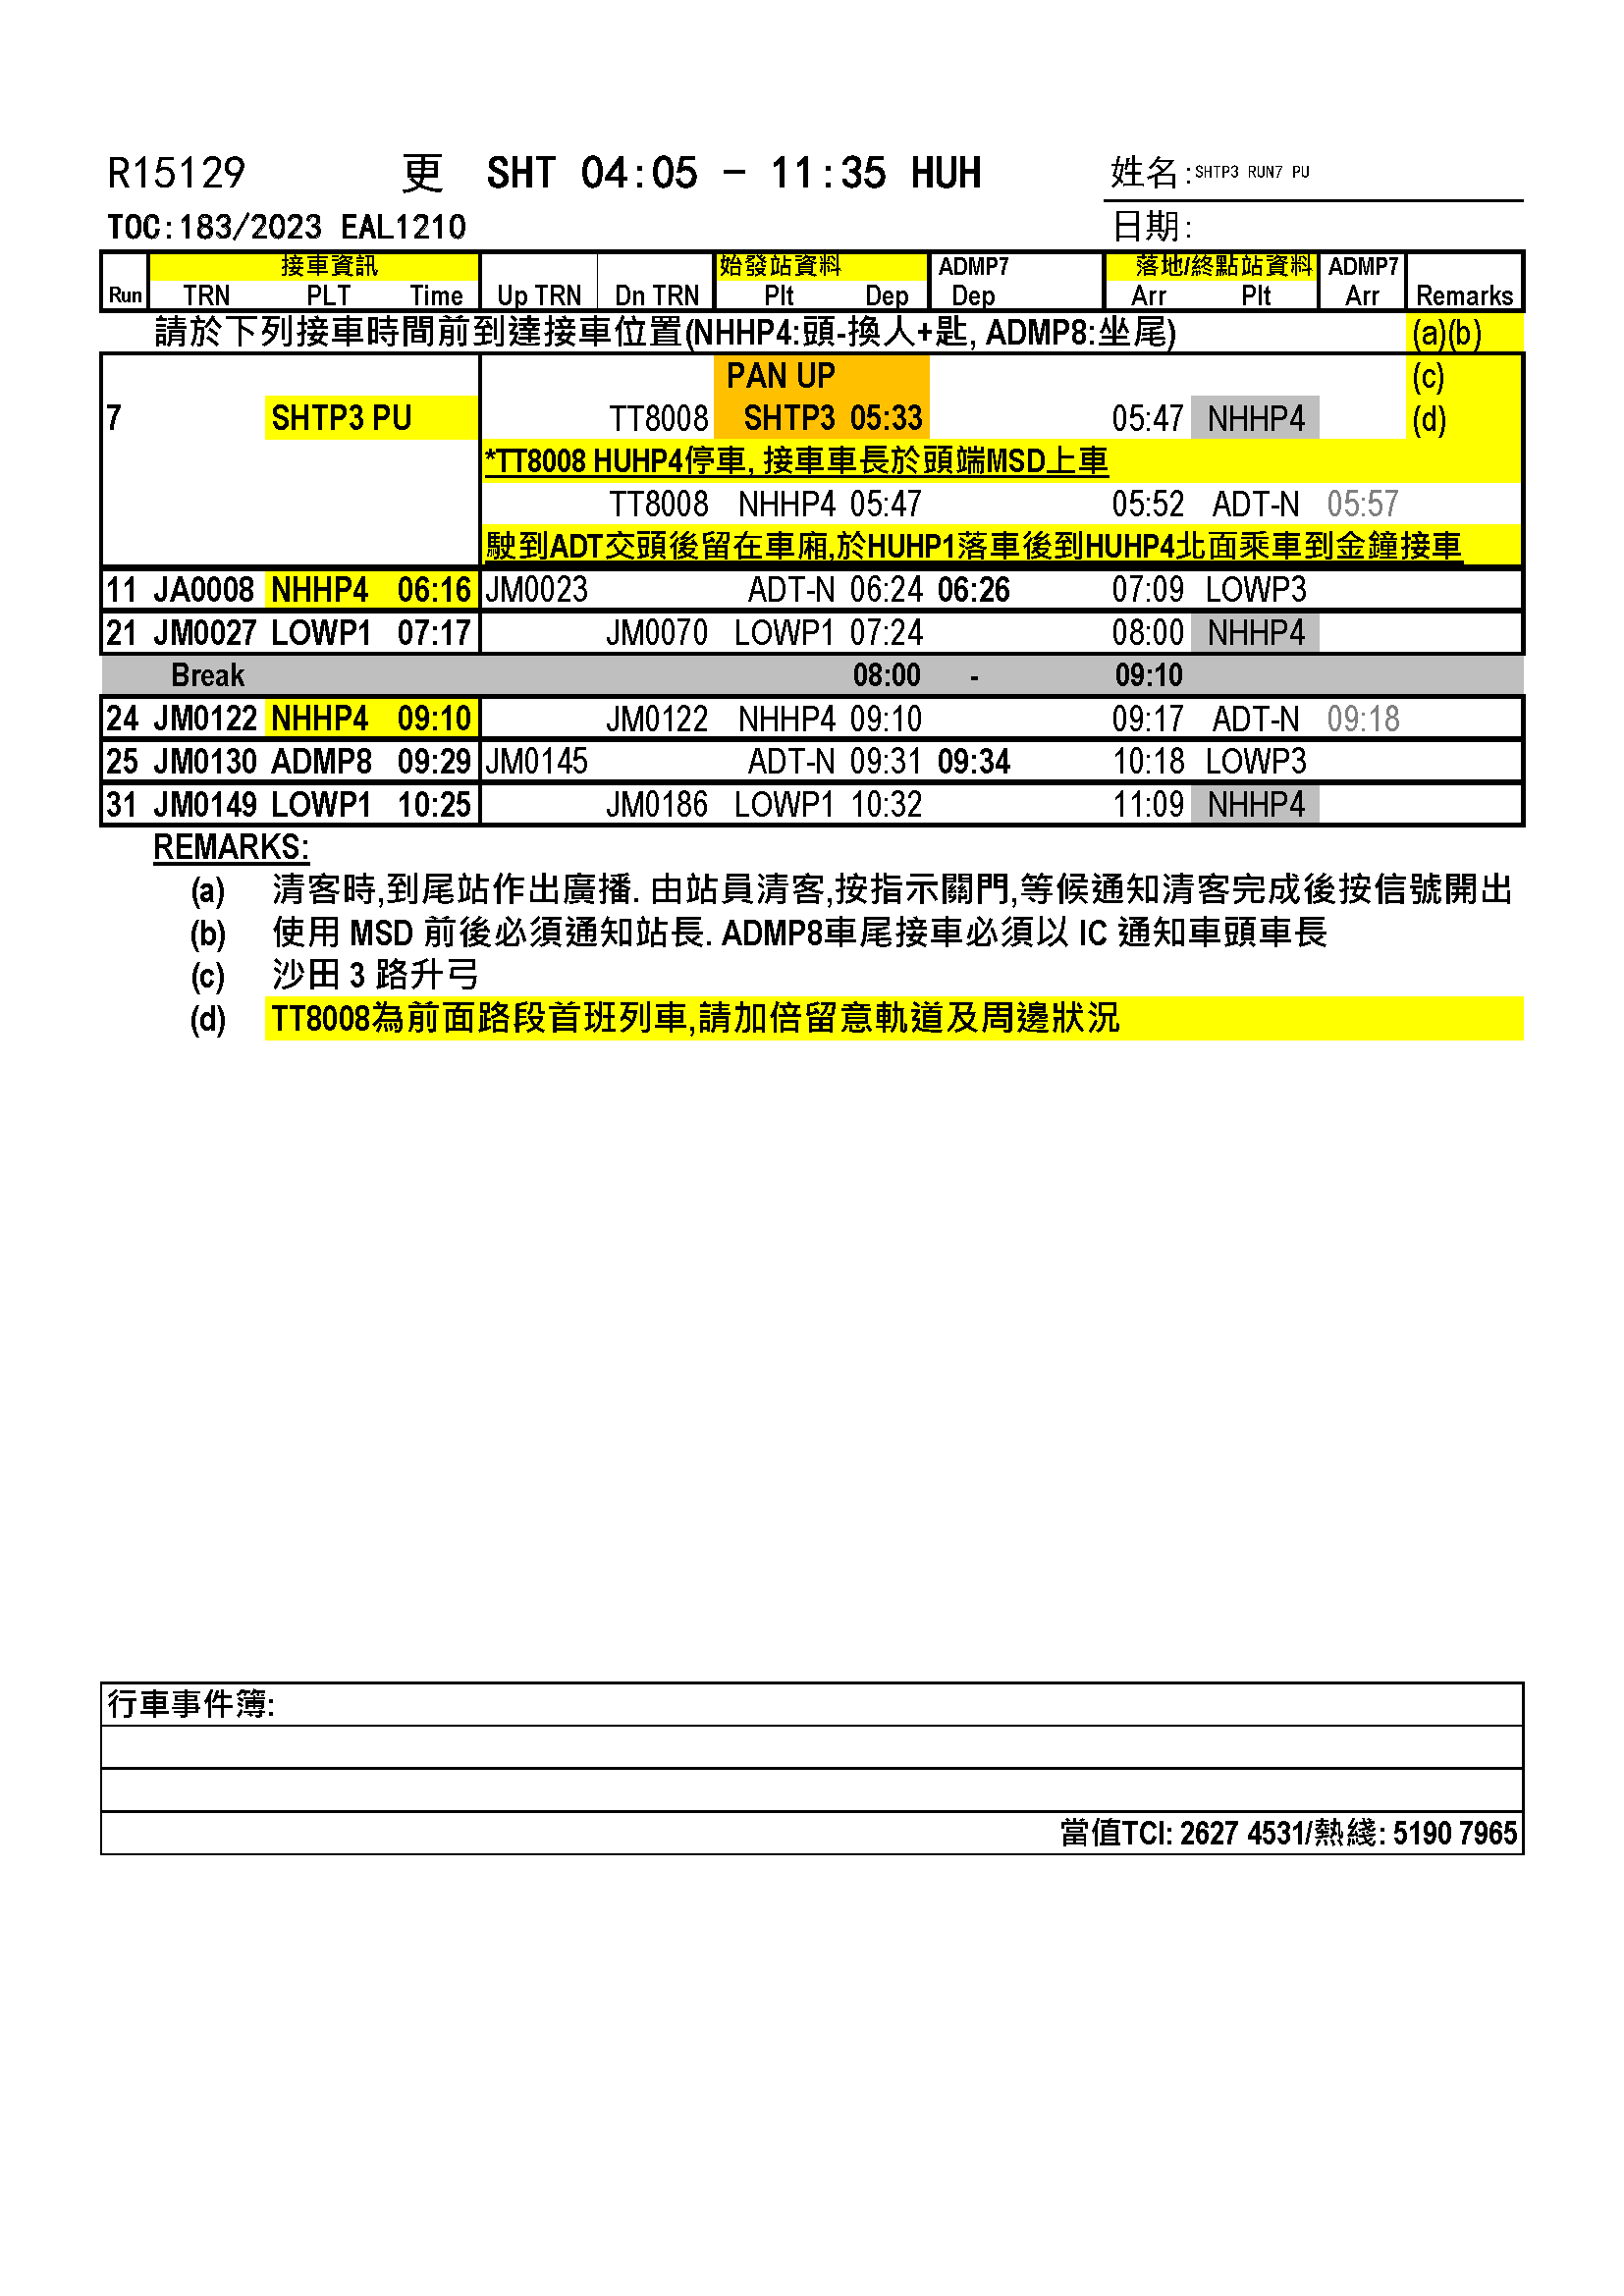 R15129 更 SHT 04:05 - 11:35 HUH 姓名:SHTP3 RUN7 PU
TOC:183/2023 EAL1210 日期:
接車資訊 始發站資料 ADMP7 落地/終點站資料 ADMP7
Run TRN PLT Time Up TRN Dn TRN Plt Dep Dep Arr Plt Arr Remarks
請於下列接車時間前到達接車位置(NHHP4:頭-換人+匙, ADMP8:坐尾) (a)(b)
PAN UP (c)
7 SHTP3 PU TT8008 SHTP3 05:33 05:47 NHHP4 (d)
*TT8008 HUHP4停車, 接車車長於頭端MSD上車
TT8008 NHHP4 05:47 05:52 ADT-N 05:57
駛到ADT交頭後留在車廂,於HUHP1落車後到HUHP4北面乘車到金鐘接車
11 JA0008 NHHP4 06:16 JM0023 ADT-N 06:24 06:26 07:09 LOWP3
21 JM0027 LOWP1 07:17 JM0070 LOWP1 07:24 08:00 NHHP4
Break 08:00 - 09:10
24 JM0122 NHHP4 09:10 JM0122 NHHP4 09:10 09:17 ADT-N 09:18
25 JM0130 ADMP8 09:29 JM0145 ADT-N 09:31 09:34 10:18 LOWP3
31 JM0149 LOWP1 10:25 JM0186 LOWP1 10:32 11:09 NHHP4
REMARKS:
(a) 清客時,到尾站作出廣播. 由站員清客,按指示關門,等候通知清客完成後按信號開出
(b) 使用 MSD 前後必須通知站長. ADMP8車尾接車必須以 IC 通知車頭車長
(c) 沙田 3 路升弓
(d) TT8008為前面路段首班列車,請加倍留意軌道及周邊狀況
行車事件簿:
當值TCI: 2627 4531/熱綫: 5190 7965